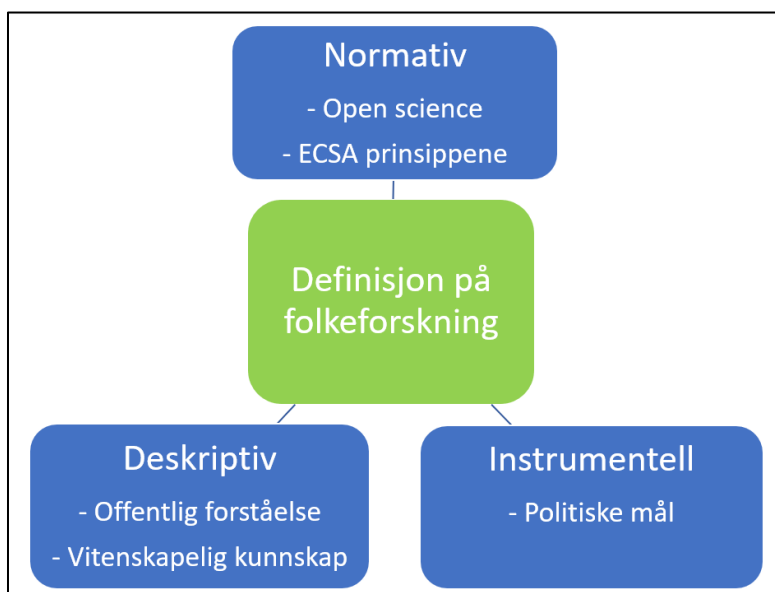 Normativ
- Open science
- ECSA prinsippene
Definisjon på
folkeforskning
Deskriptiv
- Offentlig forståelse
- Vitenskapelig kunnskap
Instrumentell
- Politiske mål